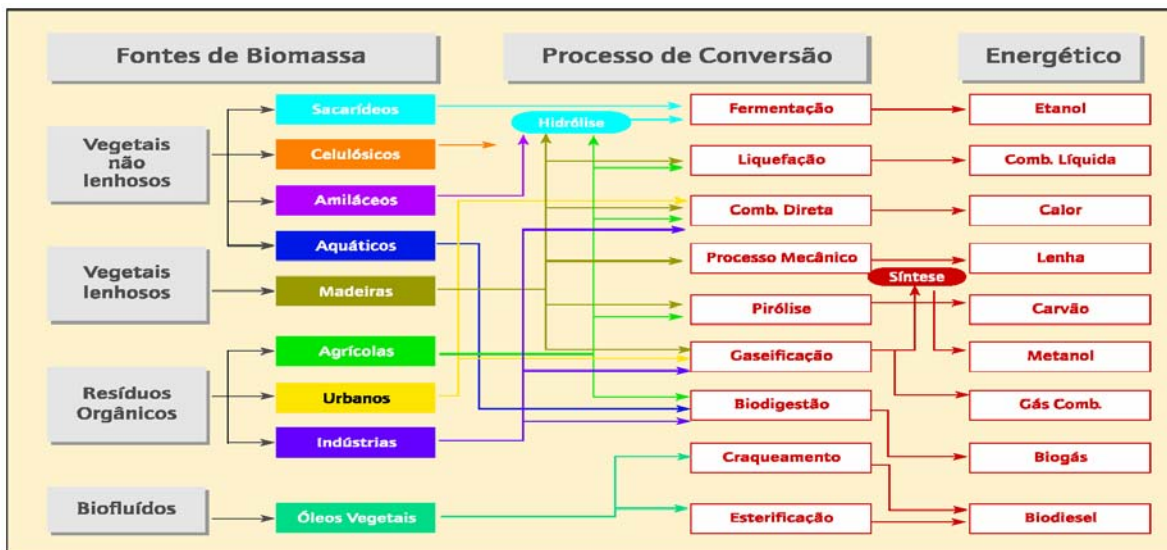 Fontes de Biomassa
Processo de Conversão
Energético
Vegetais
não
lenhosos
Vegetais
lenhosos
Resíduos
Orgânicos
Biofluídos
Sacarídeos
Celulósicos
Amiláceos
Aquáticos
Madeiras
Agrícolas
Urbanos
Indústrias
Óleos Vegetais
Hidrólise
Fermentação
Liquefação
Comb. Direta
Processo Mecânico
Síntese
Pirólise
Gaseificação
Biodigestão
Craqueamento
Esterificação
Etanol
Comb. Líquida
Calor
Lenha
Carvão
Metanol
Gás Comb.
Biogás
Biodiesel